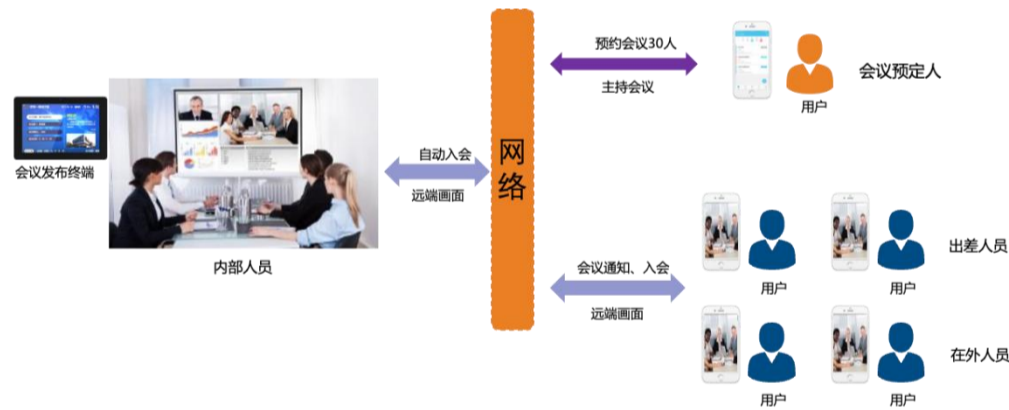 会议发布终端
内部人员
自动入会
远端画面
网
络
预约会议30人
主持会议
用户
会议预定人
会议通知、入会
远端画面
用户
用户
出差人员
用户
用户
在外人员